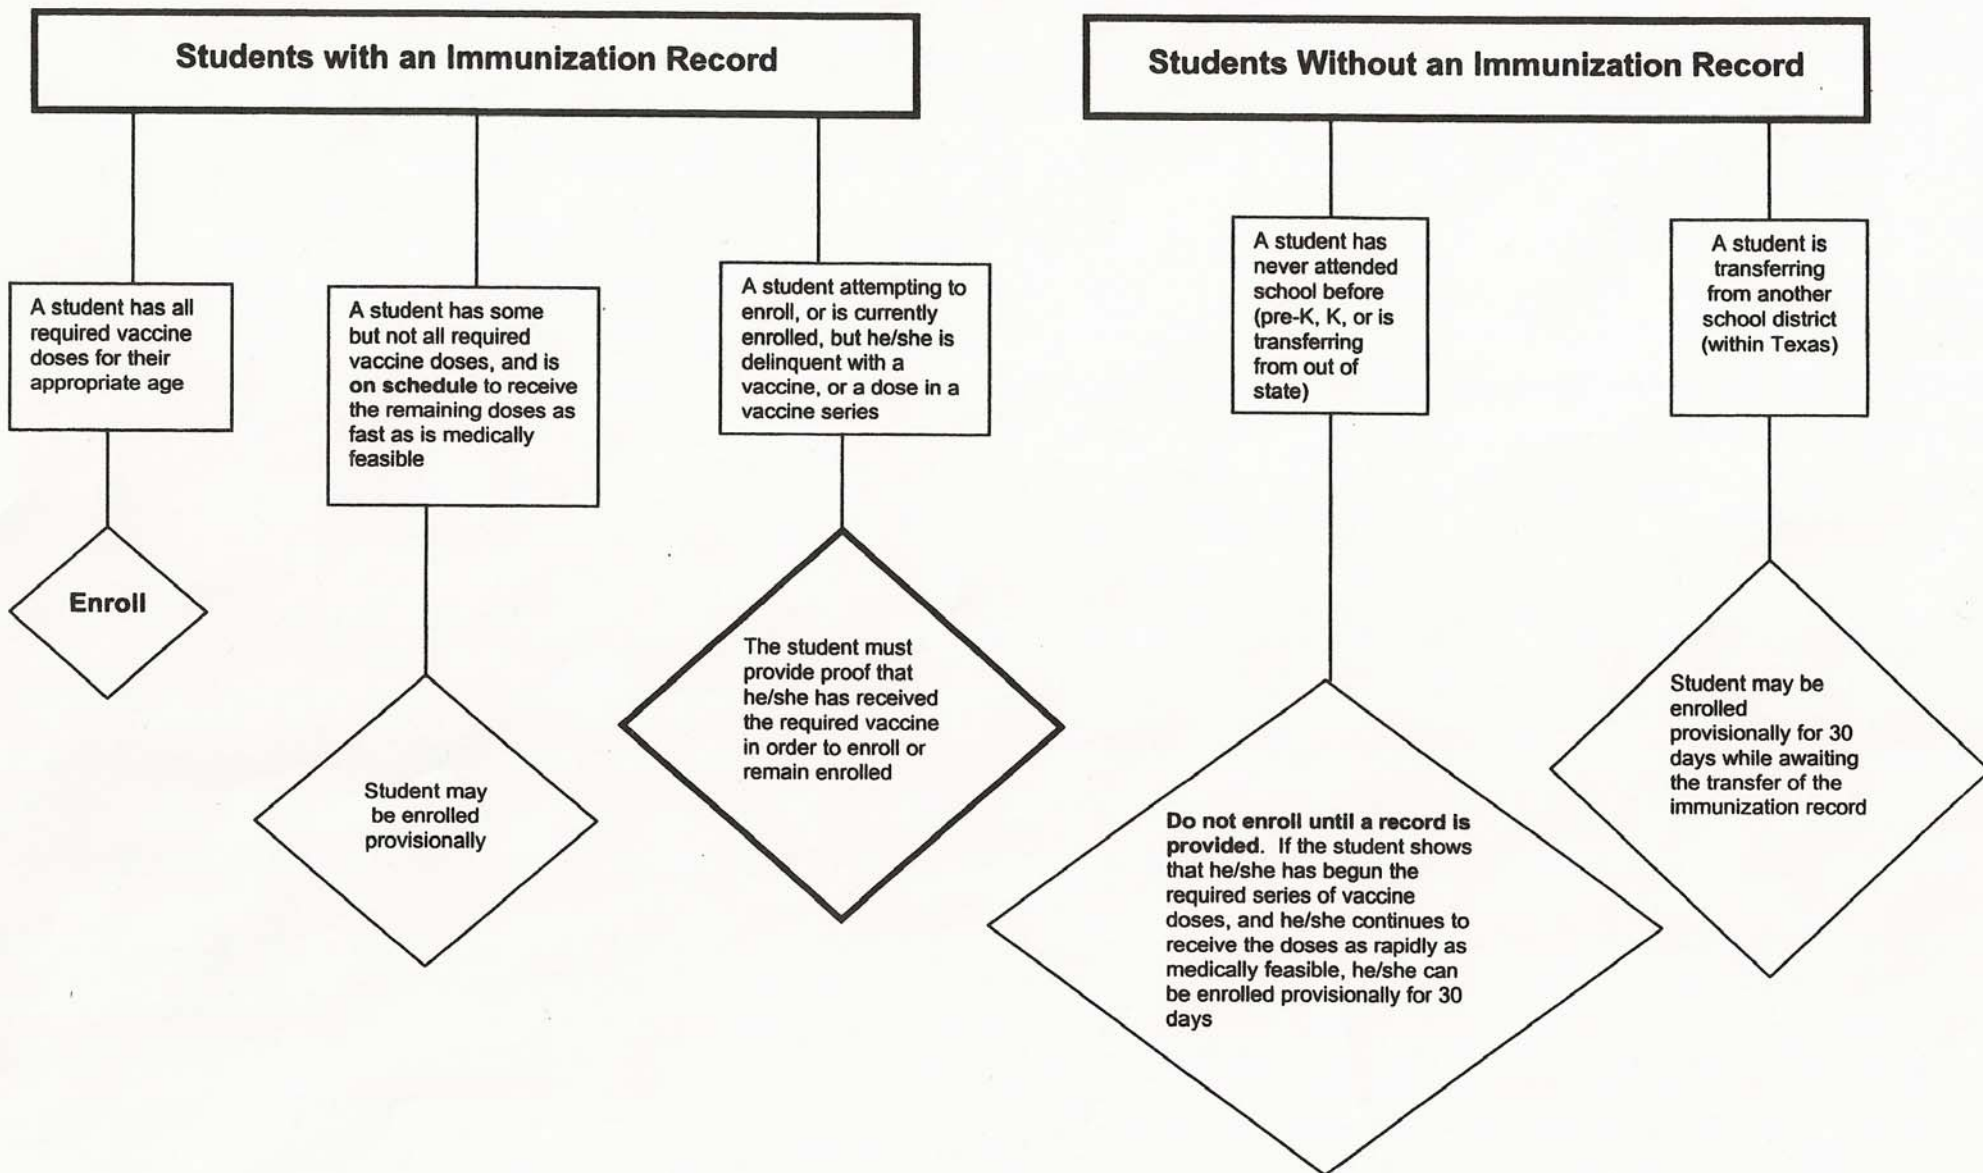 Students with an Immunization Record
Students Without an Immunization Record
A student has all
required vaccine
doses for their
appropriate age
A student has some
but not all required
vaccine doses, and is
on schedule to receive
the remaining doses as
fast as is medically
feasible
A student attempting to
enroll, or is currently
enrolled, but he/she is
delinquent with a
vaccine, or a dose in a
vaccine series
A student has
never attended
school before
(pre-K, K, or is
transferring
from out of
state)
A student is
transferring
from another
school district
(within Texas)
Enroll
Student may
be enrolled
provisionally
The student must
provide proof that
he/she has received
the required vaccine
in order to enroll or
remain enrolled
Do not enroll until a record is
provided. If the student shows
that he/she has begun the
required series of vaccine
doses, and he/she continues to
receive the doses as rapidly as
medically feasible, he/she can
be enrolled provisionally for 30
days
Student may be
enrolled
provisionally for 30
days while awaiting
the transfer of the
immunization record